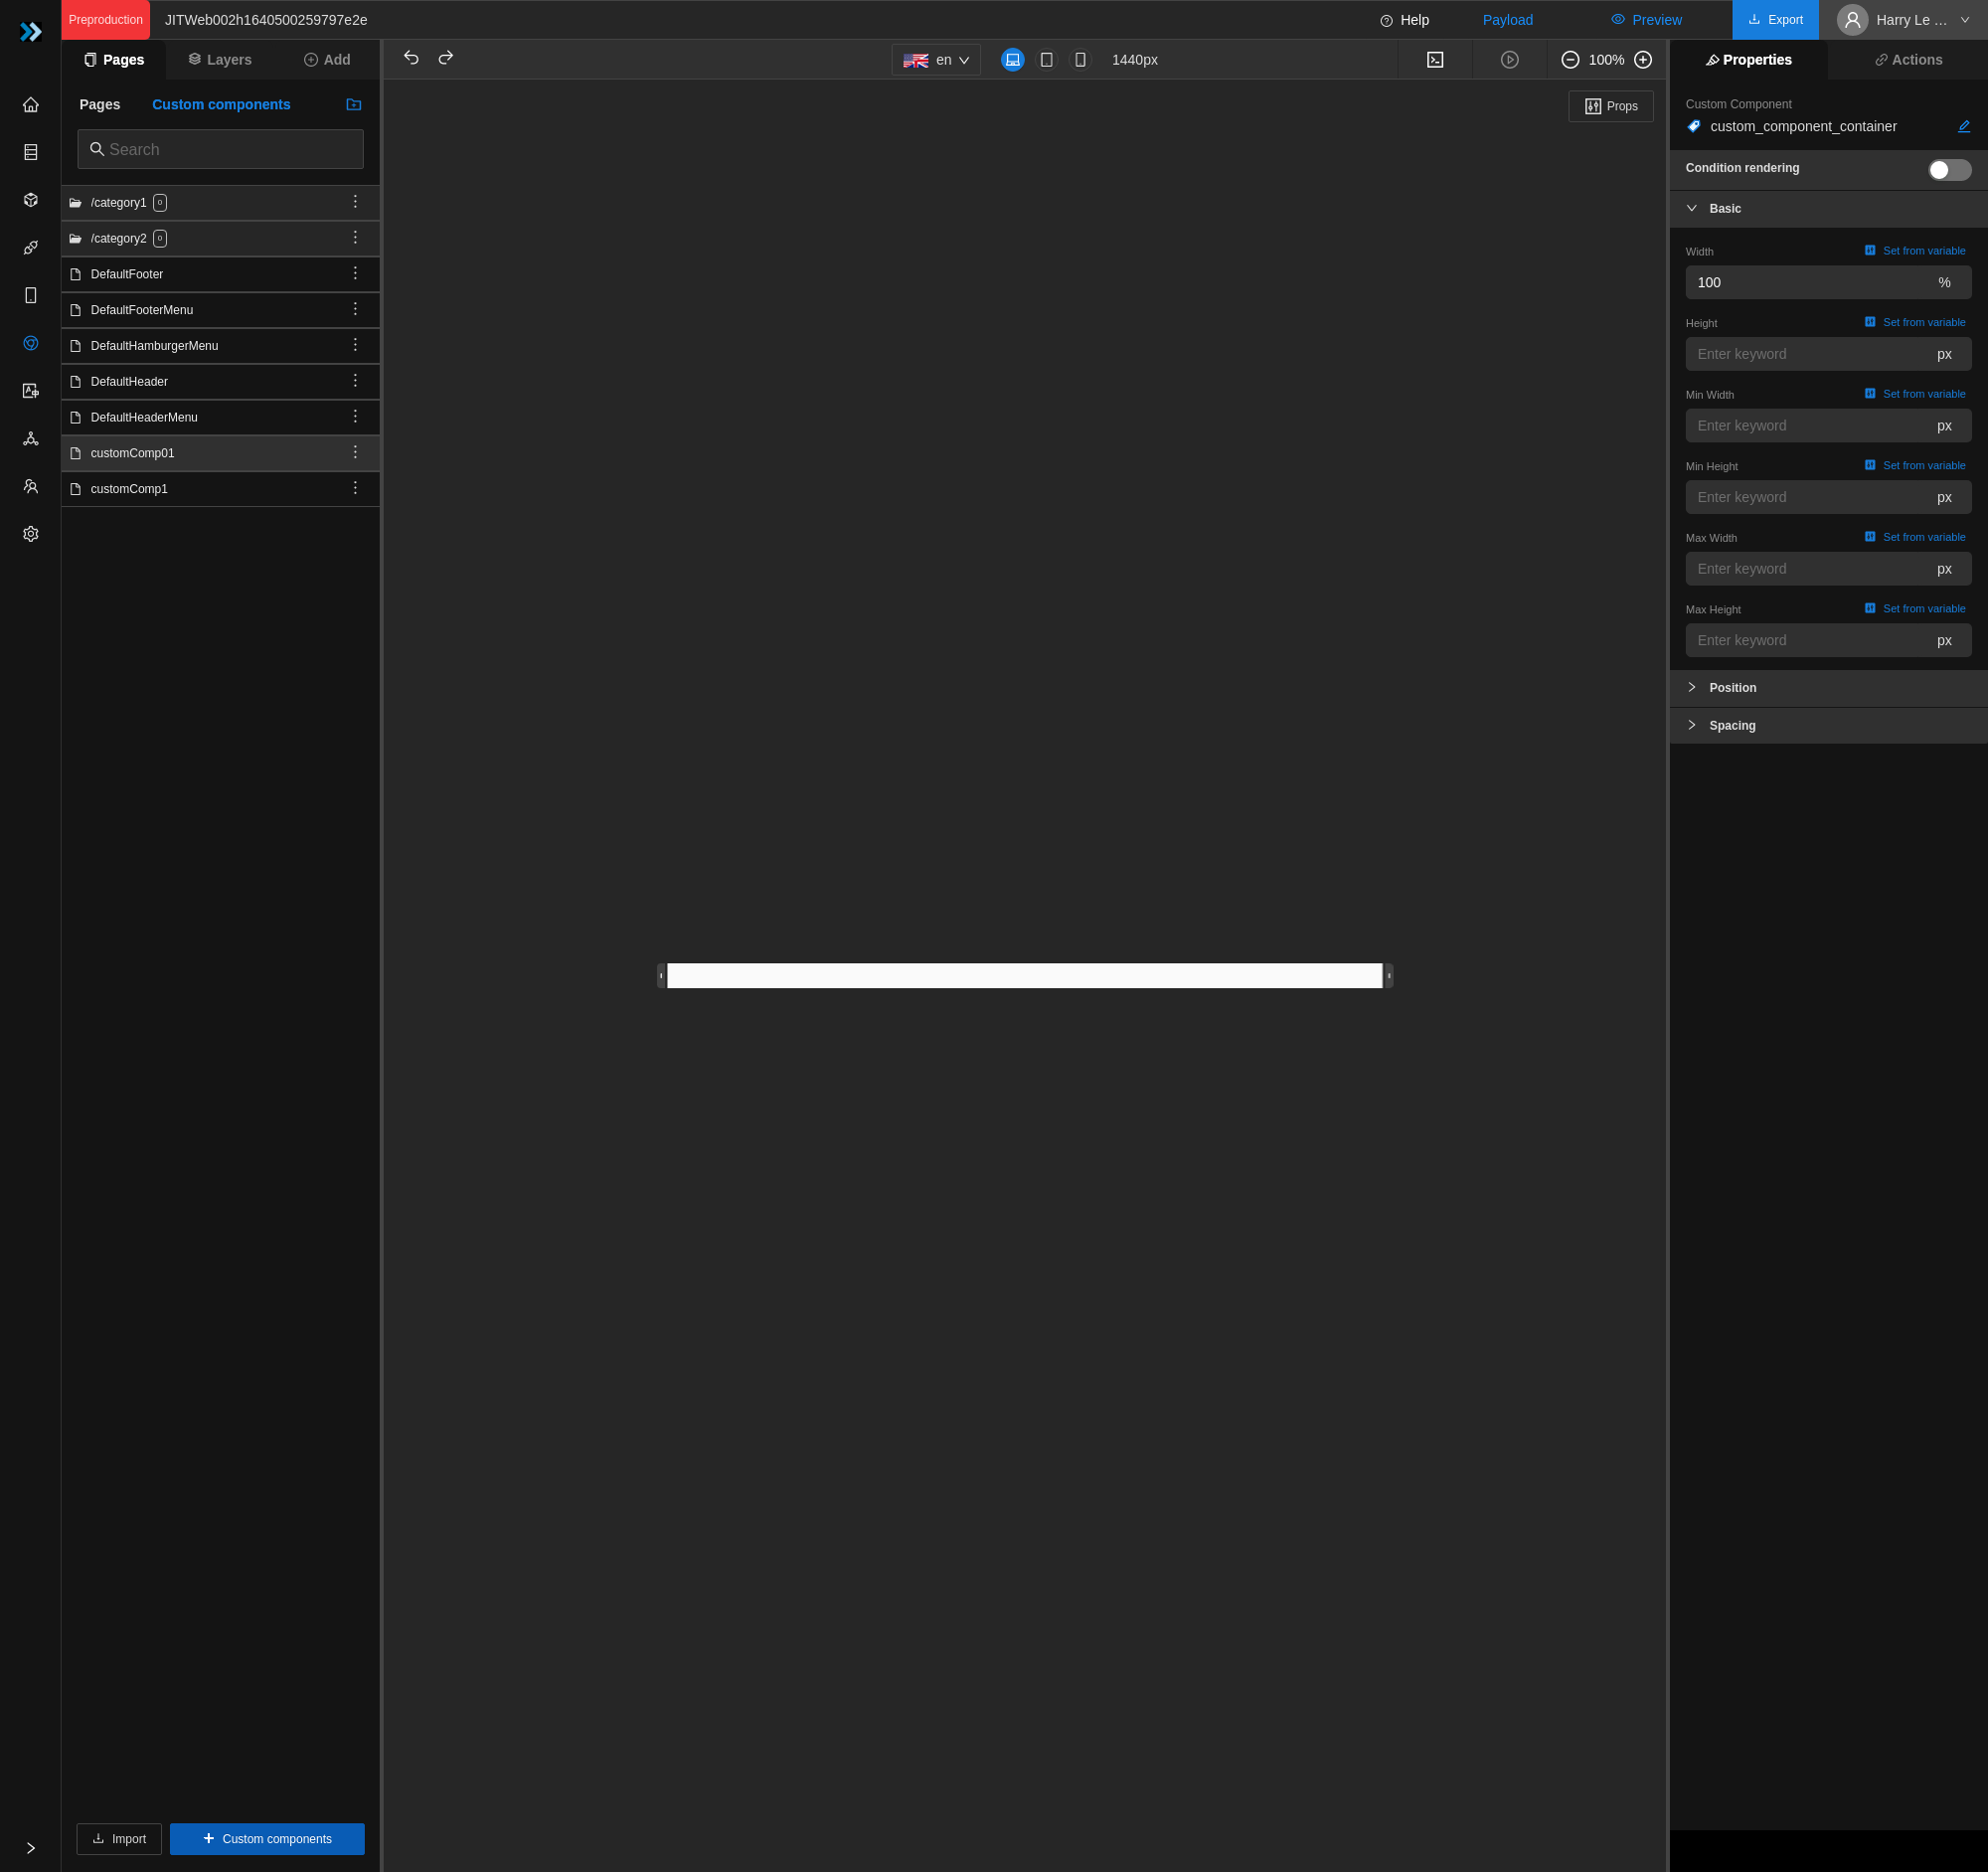 Preproduction
JITWeb002h1640500259797e2e
Help
Payload
Preview
Export
Harry Le ...
Pages
Layers
Add
en
1440px
100%
Properties
Actions
Pages
Custom components
Search
/category1 0
/category2 0
DefaultFooter
DefaultFooterMenu
DefaultHamburgerMenu
DefaultHeader
DefaultHeaderMenu
customComp01
customComp1
Import
Custom components
Props
Custom Component
custom_component_container
Condition rendering
Basic
Width Set from variable
100 %
Height Set from variable
Enter keyword px
Min Width Set from variable
Enter keyword px
Min Height Set from variable
Enter keyword px
Max Width Set from variable
Enter keyword px
Max Height Set from variable
Enter keyword px
Position
Spacing